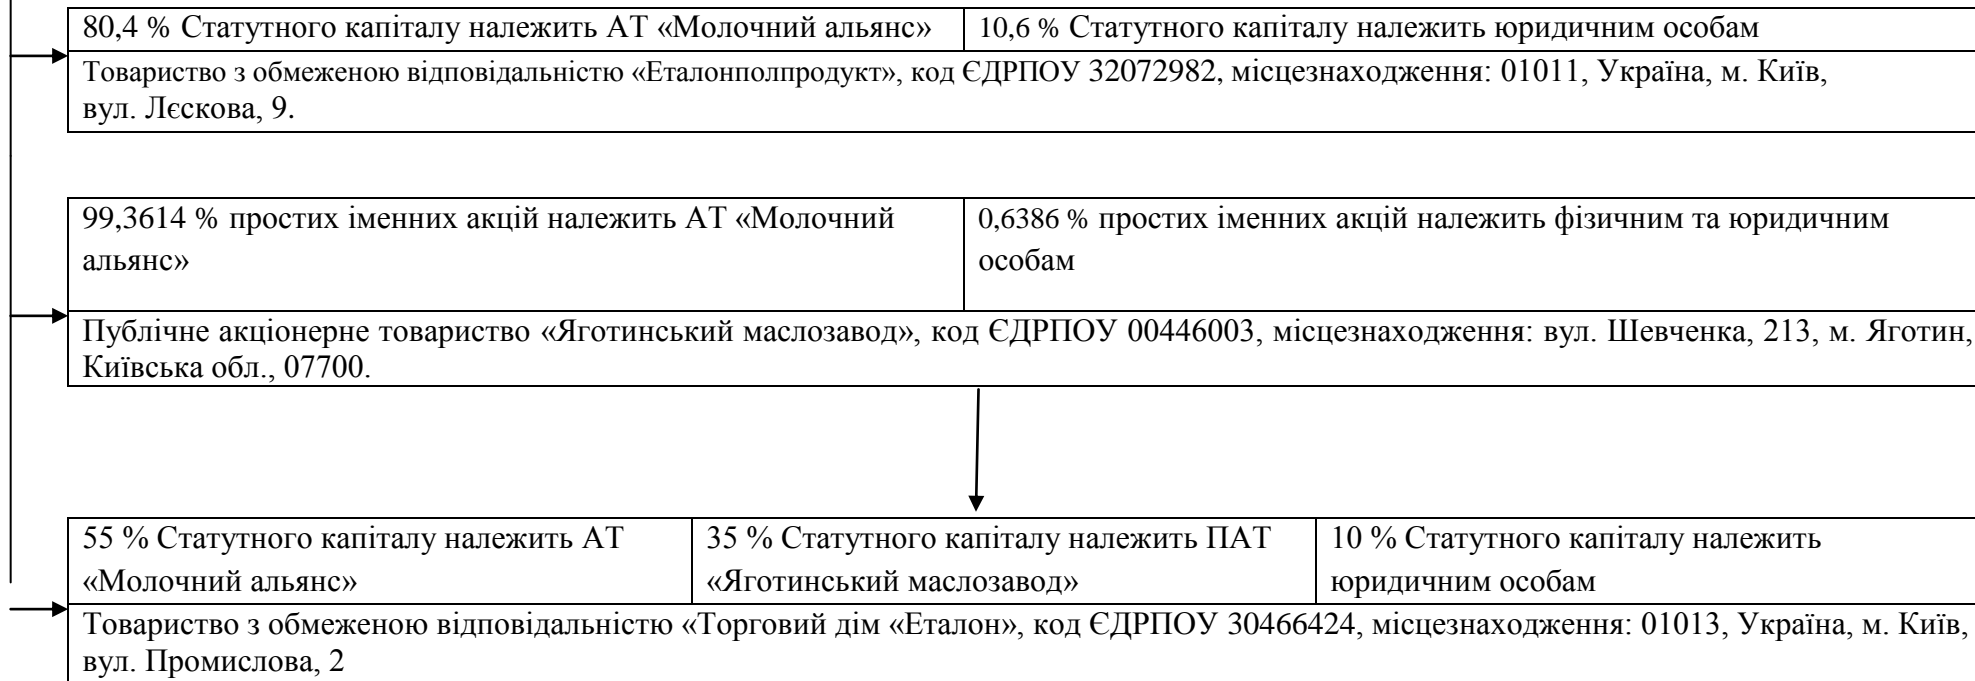 80,4 % Статутного капіталу належить АТ «Молочний альянс»
10,6 % Статутного капіталу належить юридичним особам
Товариство з обмеженою відповідальністю «Еталонполпродукт», код ЄДРПОУ 32072982, місцезнаходження: 01011, Україна, м. Київ,
вул. Лєскова, 9.
99,3614 % простих іменних акцій належить АТ «Молочний
альянс»
0,6386 % простих іменних акцій належить фізичним та юридичним
особам
Публічне акціонерне товариство «Яготинський маслозавод», код ЄДРПОУ 00446003, місцезнаходження: вул. Шевченка, 213, м. Яготин,
Київська обл., 07700.
55 % Статутного капіталу належить АТ
«Молочний альянс»
35 % Статутного капіталу належить ПАТ
«Яготинський маслозавод»
10 % Статутного капіталу належить
юридичним особам
Товариство з обмеженою відповідальністю «Торговий дім «Еталон», код ЄДРПОУ 30466424, місцезнаходження: 01013, Україна, м. Київ,
вул. Промислова, 2